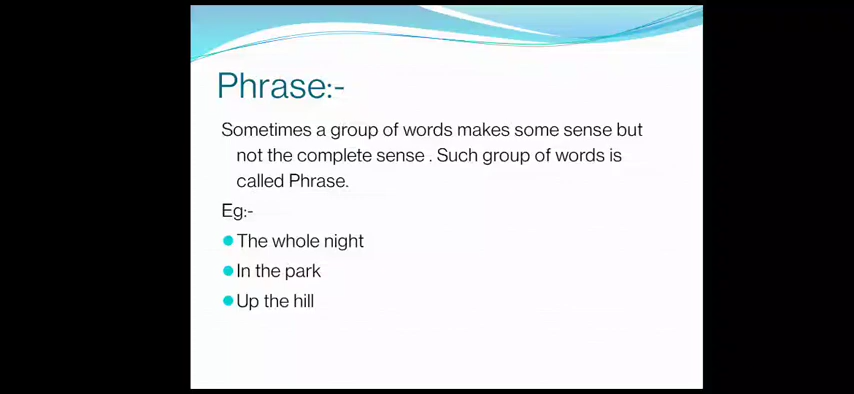 Phrase:-
Sometimes a group of words makes some sense but
not the complete sense . Such group of words is
called Phrase.
Eg:-
The whole night
In the park
Up the hill